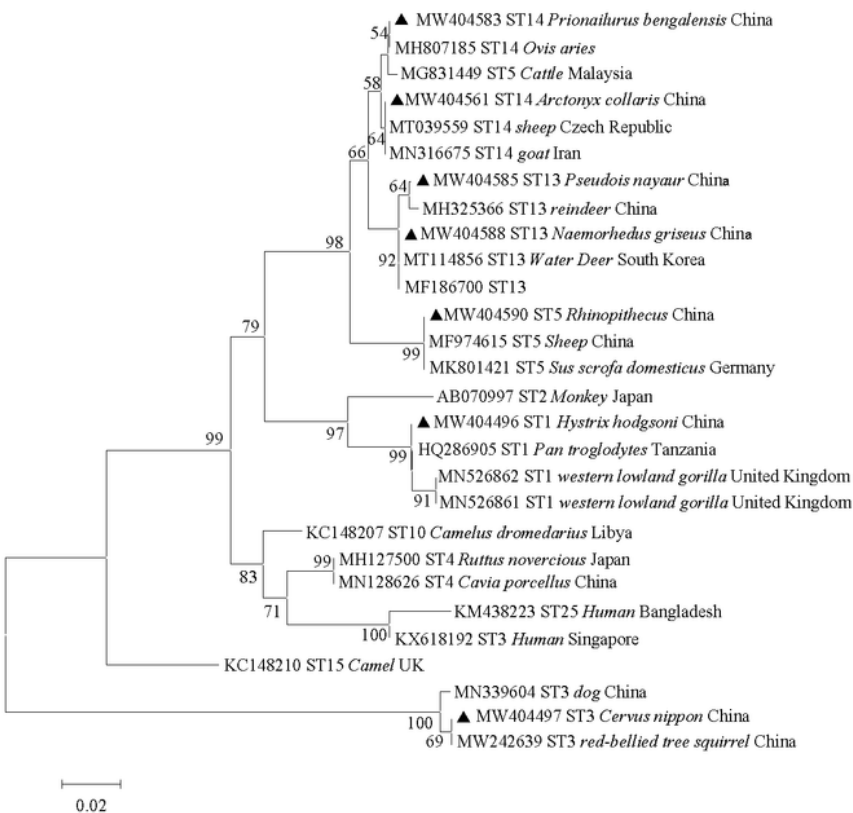 ▲ MW404583 ST14 Prionailurus bengalensis China
54
MH807185 ST14 Ovis aries
MG831449 ST5 Cattle Malaysia
58
▲MW404561 ST14 Arctonyx collaris China
MT039559 ST14 sheep Czech Republic
64
MN316675 ST14 goat Iran
66
▲ MW404585 ST13 Pseudois nayaur China
64
MH325366 ST13 reindeer China
▲ MW404588 ST13 Naemorhedus griseus China
98
MT114856 ST13 Water Deer South Korea
92
MF186700 ST13
▲MW404590 ST5 Rhinopithecus China
79
MF974615 ST5 Sheep China
99
MK801421 ST5 Sus scrofa domesticus Germany
AB070997 ST2 Monkey Japan
▲ MW404496 ST1 Hystrix hodgsoni China
97
99
HQ286905 ST1 Pan troglodytes Tanzania
99
MN526862 ST1 western lowland gorilla United Kingdom
91
MN526861 ST1 western lowland gorilla United Kingdom
KC148207 ST10 Camelus dromedarius Libya
99
MH127500 ST4 Ruttus novercious Japan
83
MN128626 ST4 Cavia porcellus China
71
KM438223 ST25 Human Bangladesh
100
KX618192 ST3 Human Singapore
KC148210 ST15 Camel UK
MN339604 ST3 dog China
100
▲ MW404497 ST3 Cervus nippon China
69
MW242639 ST3 red-bellied tree squirrel China
0.02